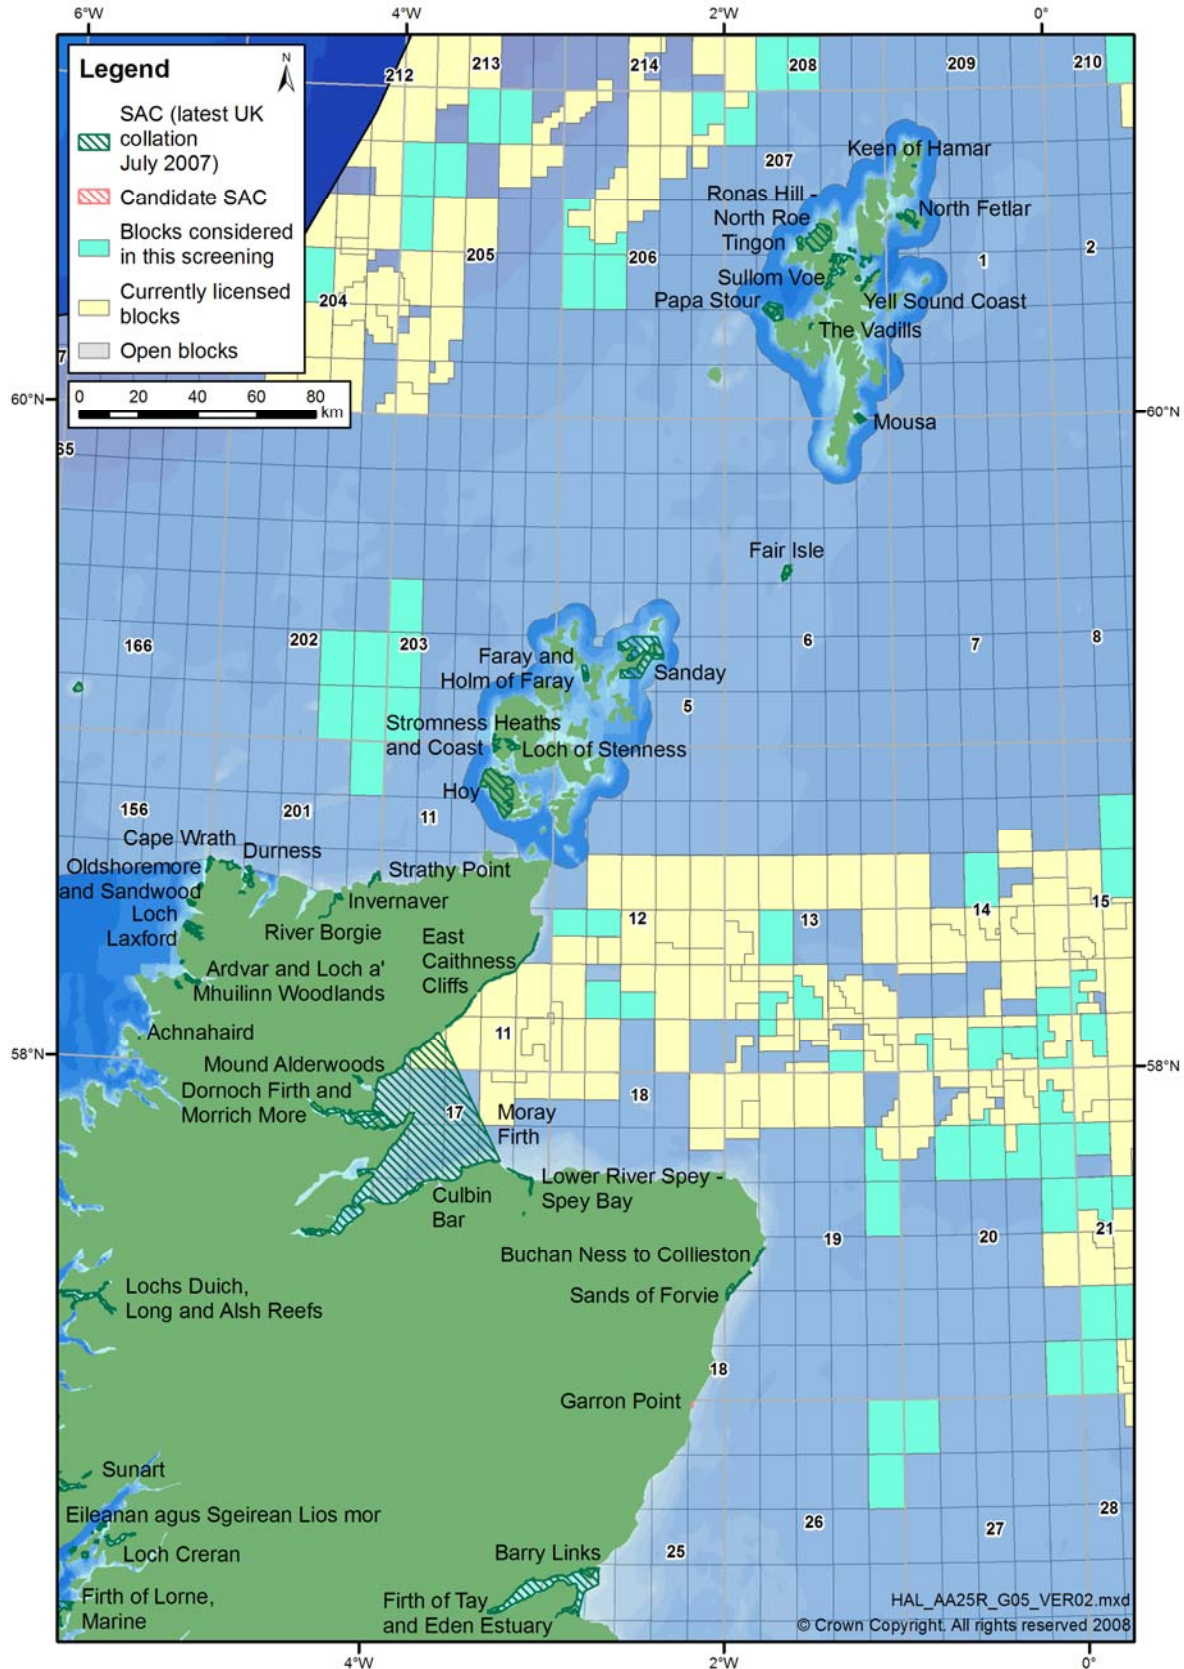 6°W
4°W
2°W
0°
Legend
N
SAC (latest UK
collation
July 2007)
Candidate SAC
Blocks considered
in this screening
Currently licensed
blocks
Open blocks
0 20 40 60 80
km
212
213
214
208
209
210
207
Keen of Hamar
Ronas Hill -
North Roe
Tingon
North Fetlar
205
206
1
2
204
Sullom Voe
Papa Stour
Yell Sound Coast
The Vadills
7
60°N
60°N
Mousa
65
Fair Isle
166
202
203
6
7
8
Faray and
Holm of Faray
Sanday
5
Stromness Heaths
and Coast
Loch of Stenness
Hoy
156
201
11
Cape Wrath
Durness
Oldshoremore
and Sandwood
Strathy Point
Invernaver
Loch
Laxford
River Borgie
12
13
14
15
East
Caithness
Cliffs
Ardvar and Loch a'
Mhuilinn Woodlands
Achnahaird
11
58°N
58°N
Mound Alderwoods
Dornoch Firth and
Morrich More
17
Moray
Firth
18
Lower River Spey -
Spey Bay
Culbin
Bar
19
20
21
Buchan Ness to Collieston
Sands of Forvie
Lochs Duich,
Long and Alsh Reefs
18
Garron Point
Sunart
Eileanan agus Sgeirean Lios mor
26
27
28
Loch Creran
Barry Links
25
Firth of Lorne,
Marine
Firth of Tay
and Eden Estuary
HAL_AA25R_G05_VER02.mxd
© Crown Copyright. All rights reserved 2008
4°W
2°W
0°